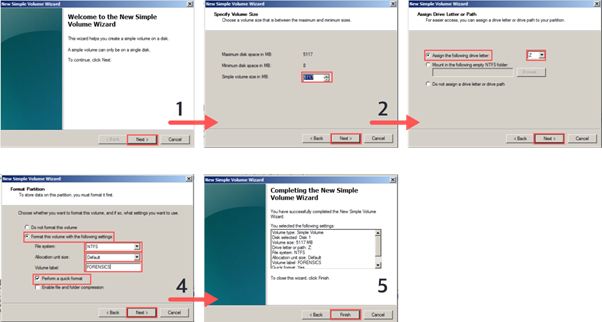 New Simple Volume Wizard
Welcome to the New Simple
Volume Wizard
This wizard helps you create a simple volume on a disk.
A simple volume can only be on a single disk.
To continue, click Next.
< Back
Next >
Cancel
1
New Simple Volume Wizard
Specify Volume Size
Choose a volume size that is between the maximum and minimum sizes.
Maximum disk space in MB: 5117
Minimum disk space in MB: 8
Simple volume size in MB: 5117
< Back
Next >
Cancel
2
New Simple Volume Wizard
Assign Drive Letter or Path
For easier access, you can assign a drive letter or drive path to your partition.
Assign the following drive letter: Z
Mount in the following empty NTFS folder:
Browse...
Do not assign a drive letter or drive path
< Back
Next >
Cancel
New Simple Volume Wizard
Format Partition
To store data on this partition, you must format it first.
Choose whether you want to format this volume, and if so, what settings you want to use.
Do not format this volume
Format this volume with the following settings:
File system: NTFS
Allocation unit size: Default
Volume label: FORENSICS
Perform a quick format
Enable file and folder compression
< Back
Next >
Cancel
4
New Simple Volume Wizard
Completing the New Simple
Volume Wizard
You have successfully completed the New Simple Volume
Wizard.
You selected the following settings:
Volume type: Simple Volume
Disk selected: Disk 1
Volume size: 5117 MB
Drive letter or path: Z:
File system: NTFS
Allocation unit size: Default
Volume label: FORENSICS
Quick format: Yes
To close this wizard, click Finish.
< Back
Finish
Cancel
5